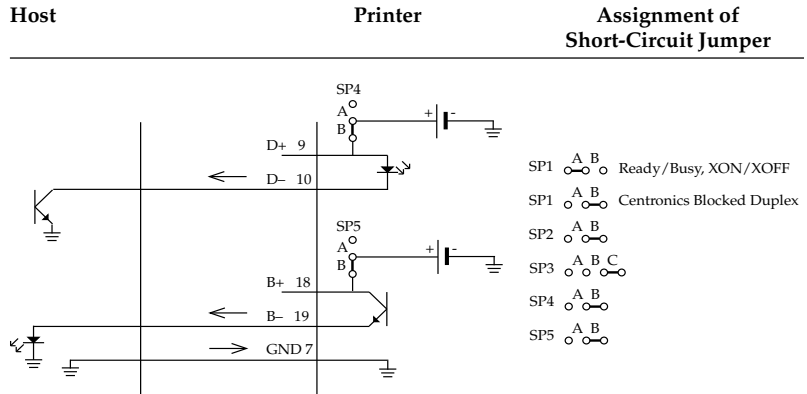 Host Printer Assignment of
Short-Circuit Jumper
SP4
A
B
+ -
D+ 9
D– 10
SP5
A
B
+ -
B+ 18
B– 19
GND 7
SP1 A B Ready/Busy, XON/XOFF
SP1 A B Centronics Blocked Duplex
SP2 A B
SP3 A B C
SP4 A B
SP5 A B